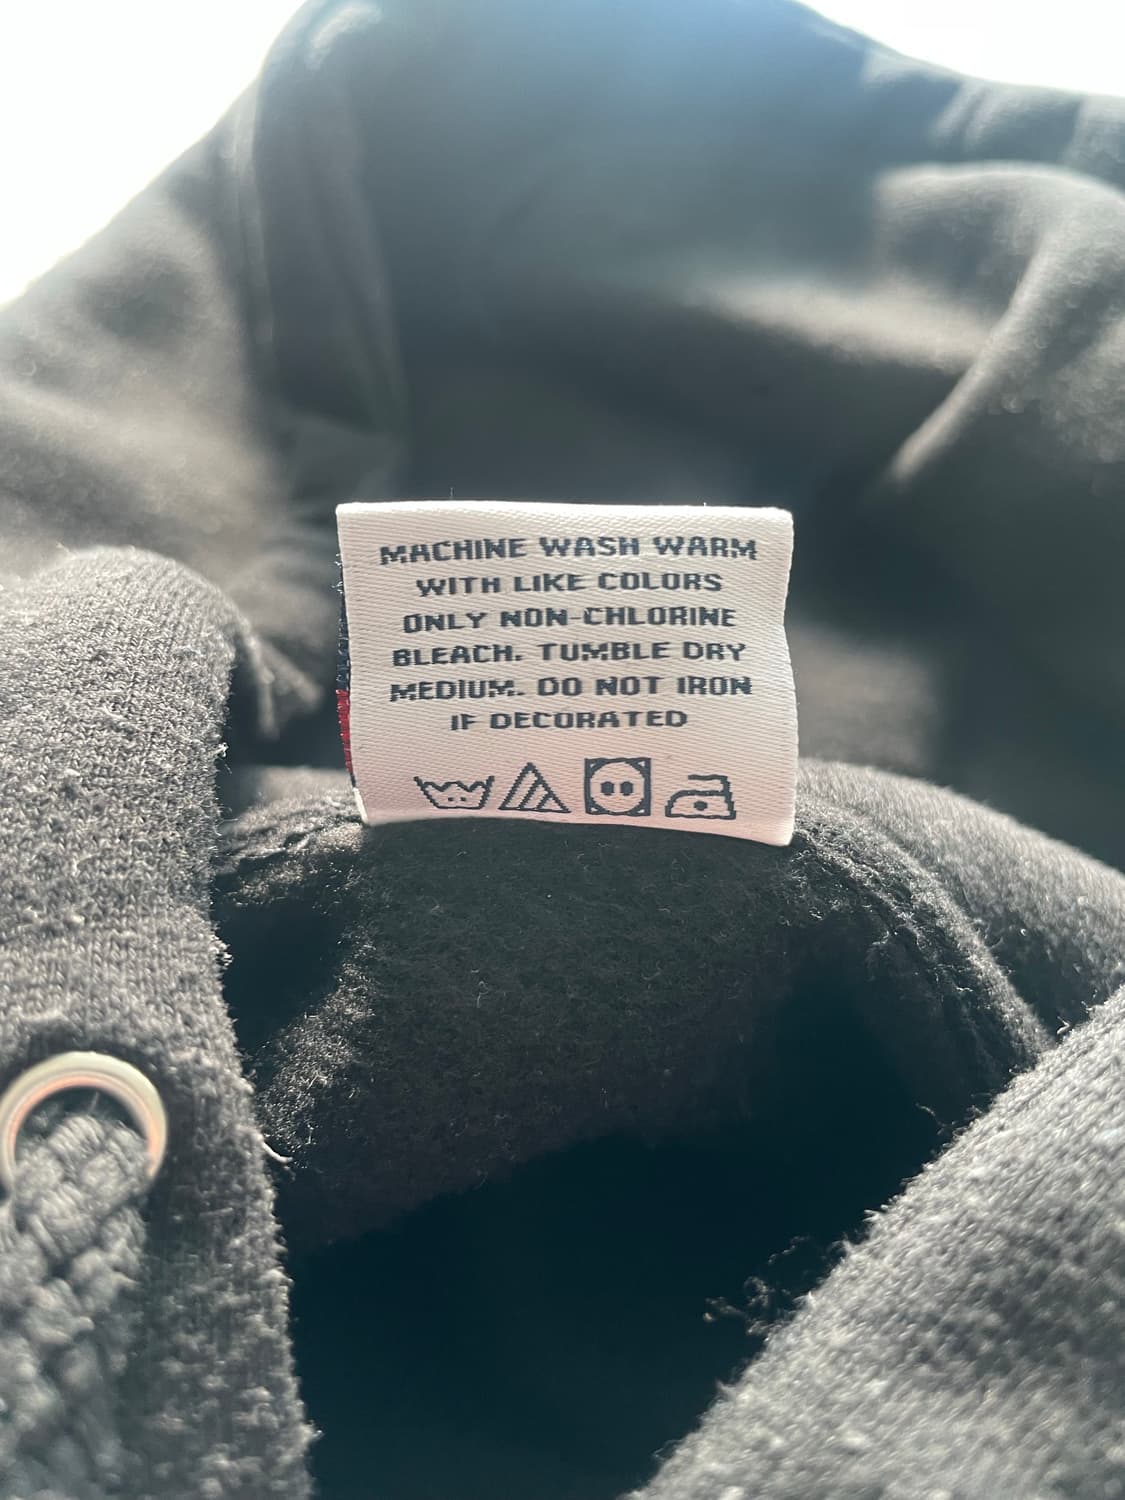 MACHINE WASH WARM
WITH LIKE COLORS
ONLY NON-CHLORINE
BLEACH. TUMBLE DRY
MEDIUM. DO NOT IRON
IF DECORATED